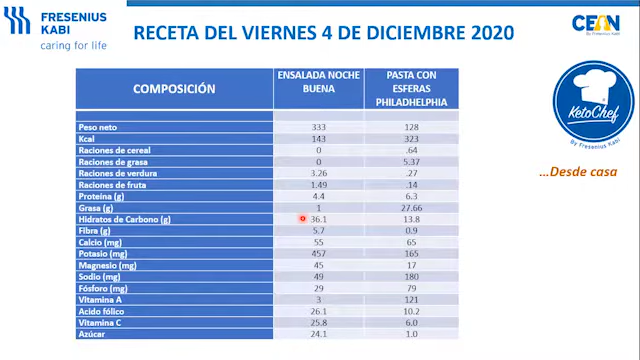 FRESENIUS
KABI
caring for life
RECETA DEL VIERNES 4 DE DICIEMBRE 2020
CEAN
By Fresenius Kabi
COMPOSICIÓN ENSALADA NOCHE BUENA PASTA CON ESFERAS PHILADHELPHIA
Peso neto 333 128
Kcal 143 323
Raciones de cereal 0 .64
Raciones de grasa 0 5.37
Raciones de verdura 3.26 .27
Raciones de fruta 1.49 .14
Proteína (g) 4.4 6.3
Grasa (g) 1 27.66
Hidratos de Carbono (g) 36.1 13.8
Fibra (g) 5.7 0.9
Calcio (mg) 55 65
Potasio (mg) 457 165
Magnesio (mg) 45 17
Sodio (mg) 49 180
Fósforo (mg) 29 79
Vitamina A 3 121
Acido fólico 26.1 10.2
Vitamina C 25.8 6.0
Azúcar 24.1 1.0
KetoChef
By Fresenius Kabi
...Desde casa